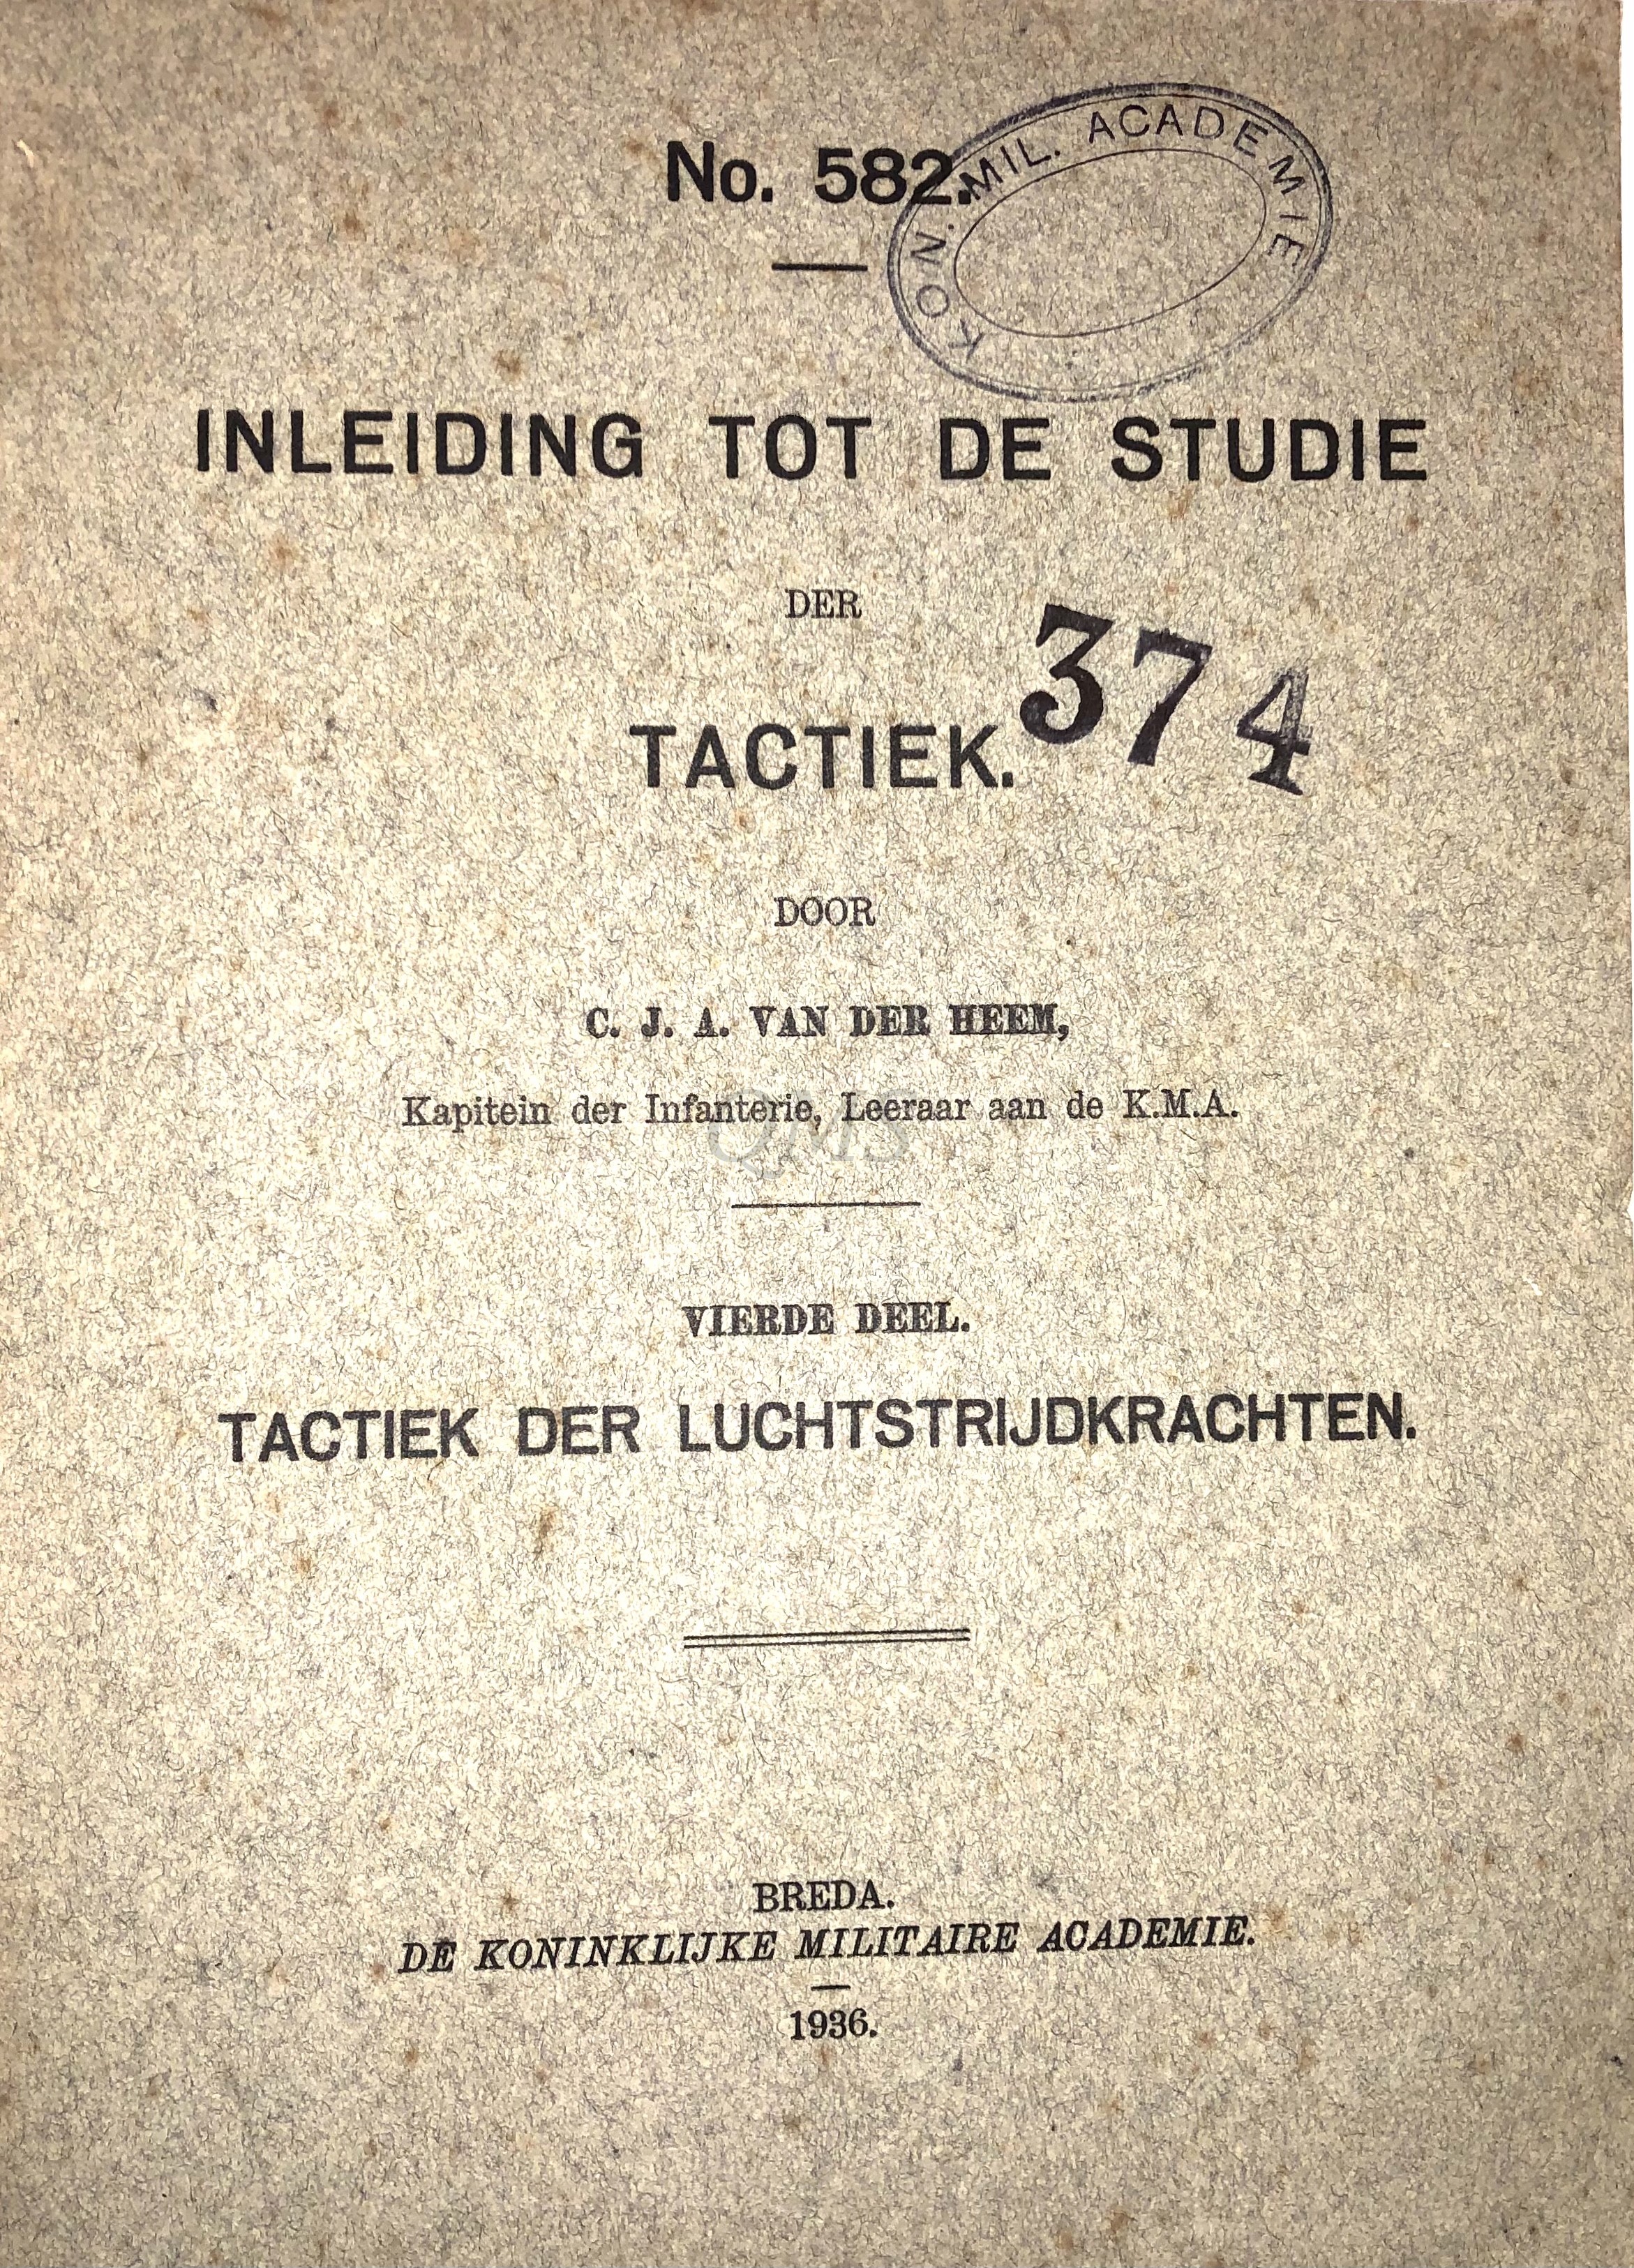 No. 582.
KON. MIL. ACADEMIE
INLEIDING TOT DE STUDIE
DER
374
TACTIEK.
DOOR
C. J. A. VAN DER HEEM,
Kapitein der Infanterie, Leeraar aan de K.M.A.
QMS
VIERDE DEEL.
TACTIEK DER LUCHTSTRIJDKRACHTEN.
BREDA.
DE KONINKLIJKE MILITAIRE ACADEMIE.
1936.